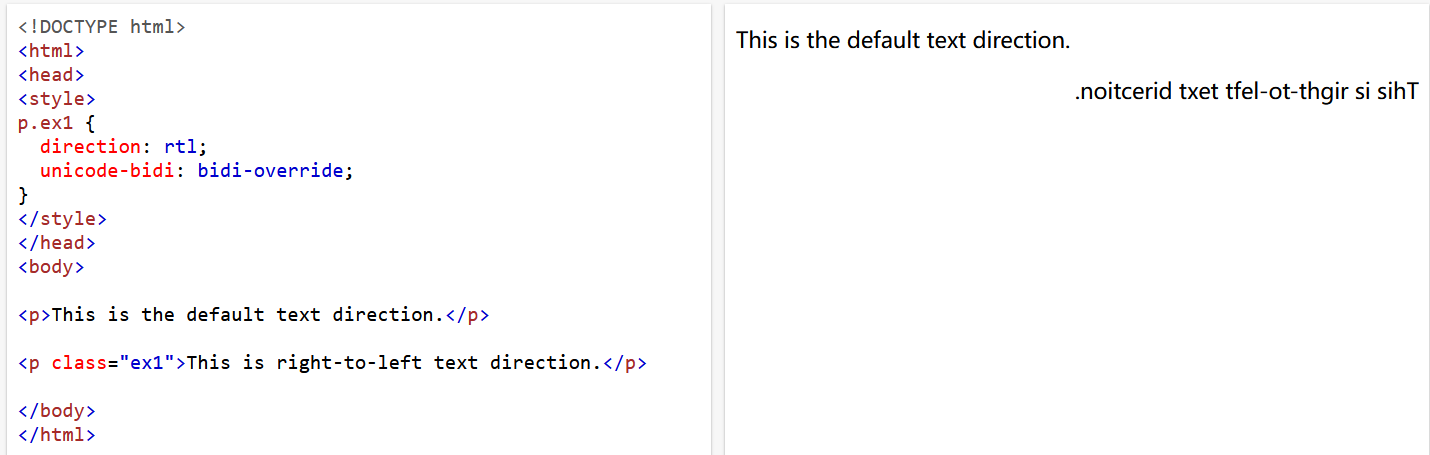 <!DOCTYPE html>
<html>
<head>
<style>
p.ex1 {
  direction: rtl;
  unicode-bidi: bidi-override;
}
</style>
</head>
<body>
<p>This is the default text direction.</p>
<p class="ex1">This is right-to-left text direction.</p>
</body>
</html>
This is the default text direction.
.noitcerid txet tfel-ot-thgir si sihT